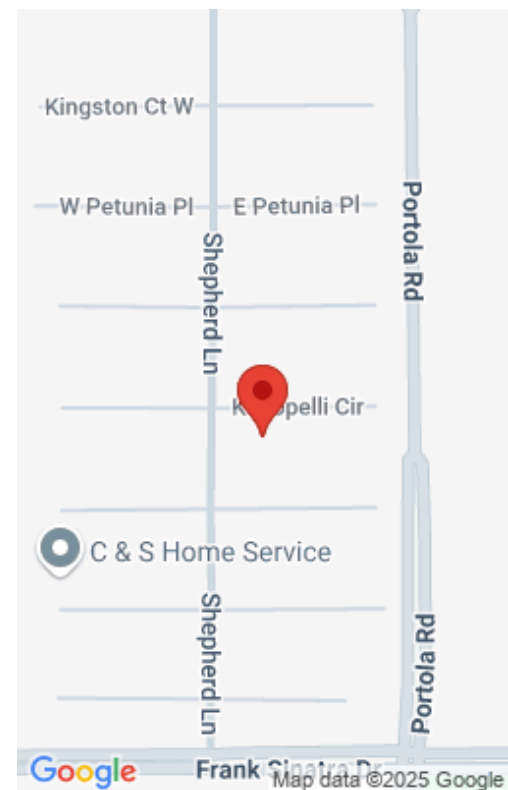 Kingston Ct W
W Petunia Pl
E Petunia Pl
Portola Rd
Shepherd Ln
Cir
C & S Home Service
Shepherd Ln
Portola Rd
Google
Frank Dr
Map data ©2025 Google